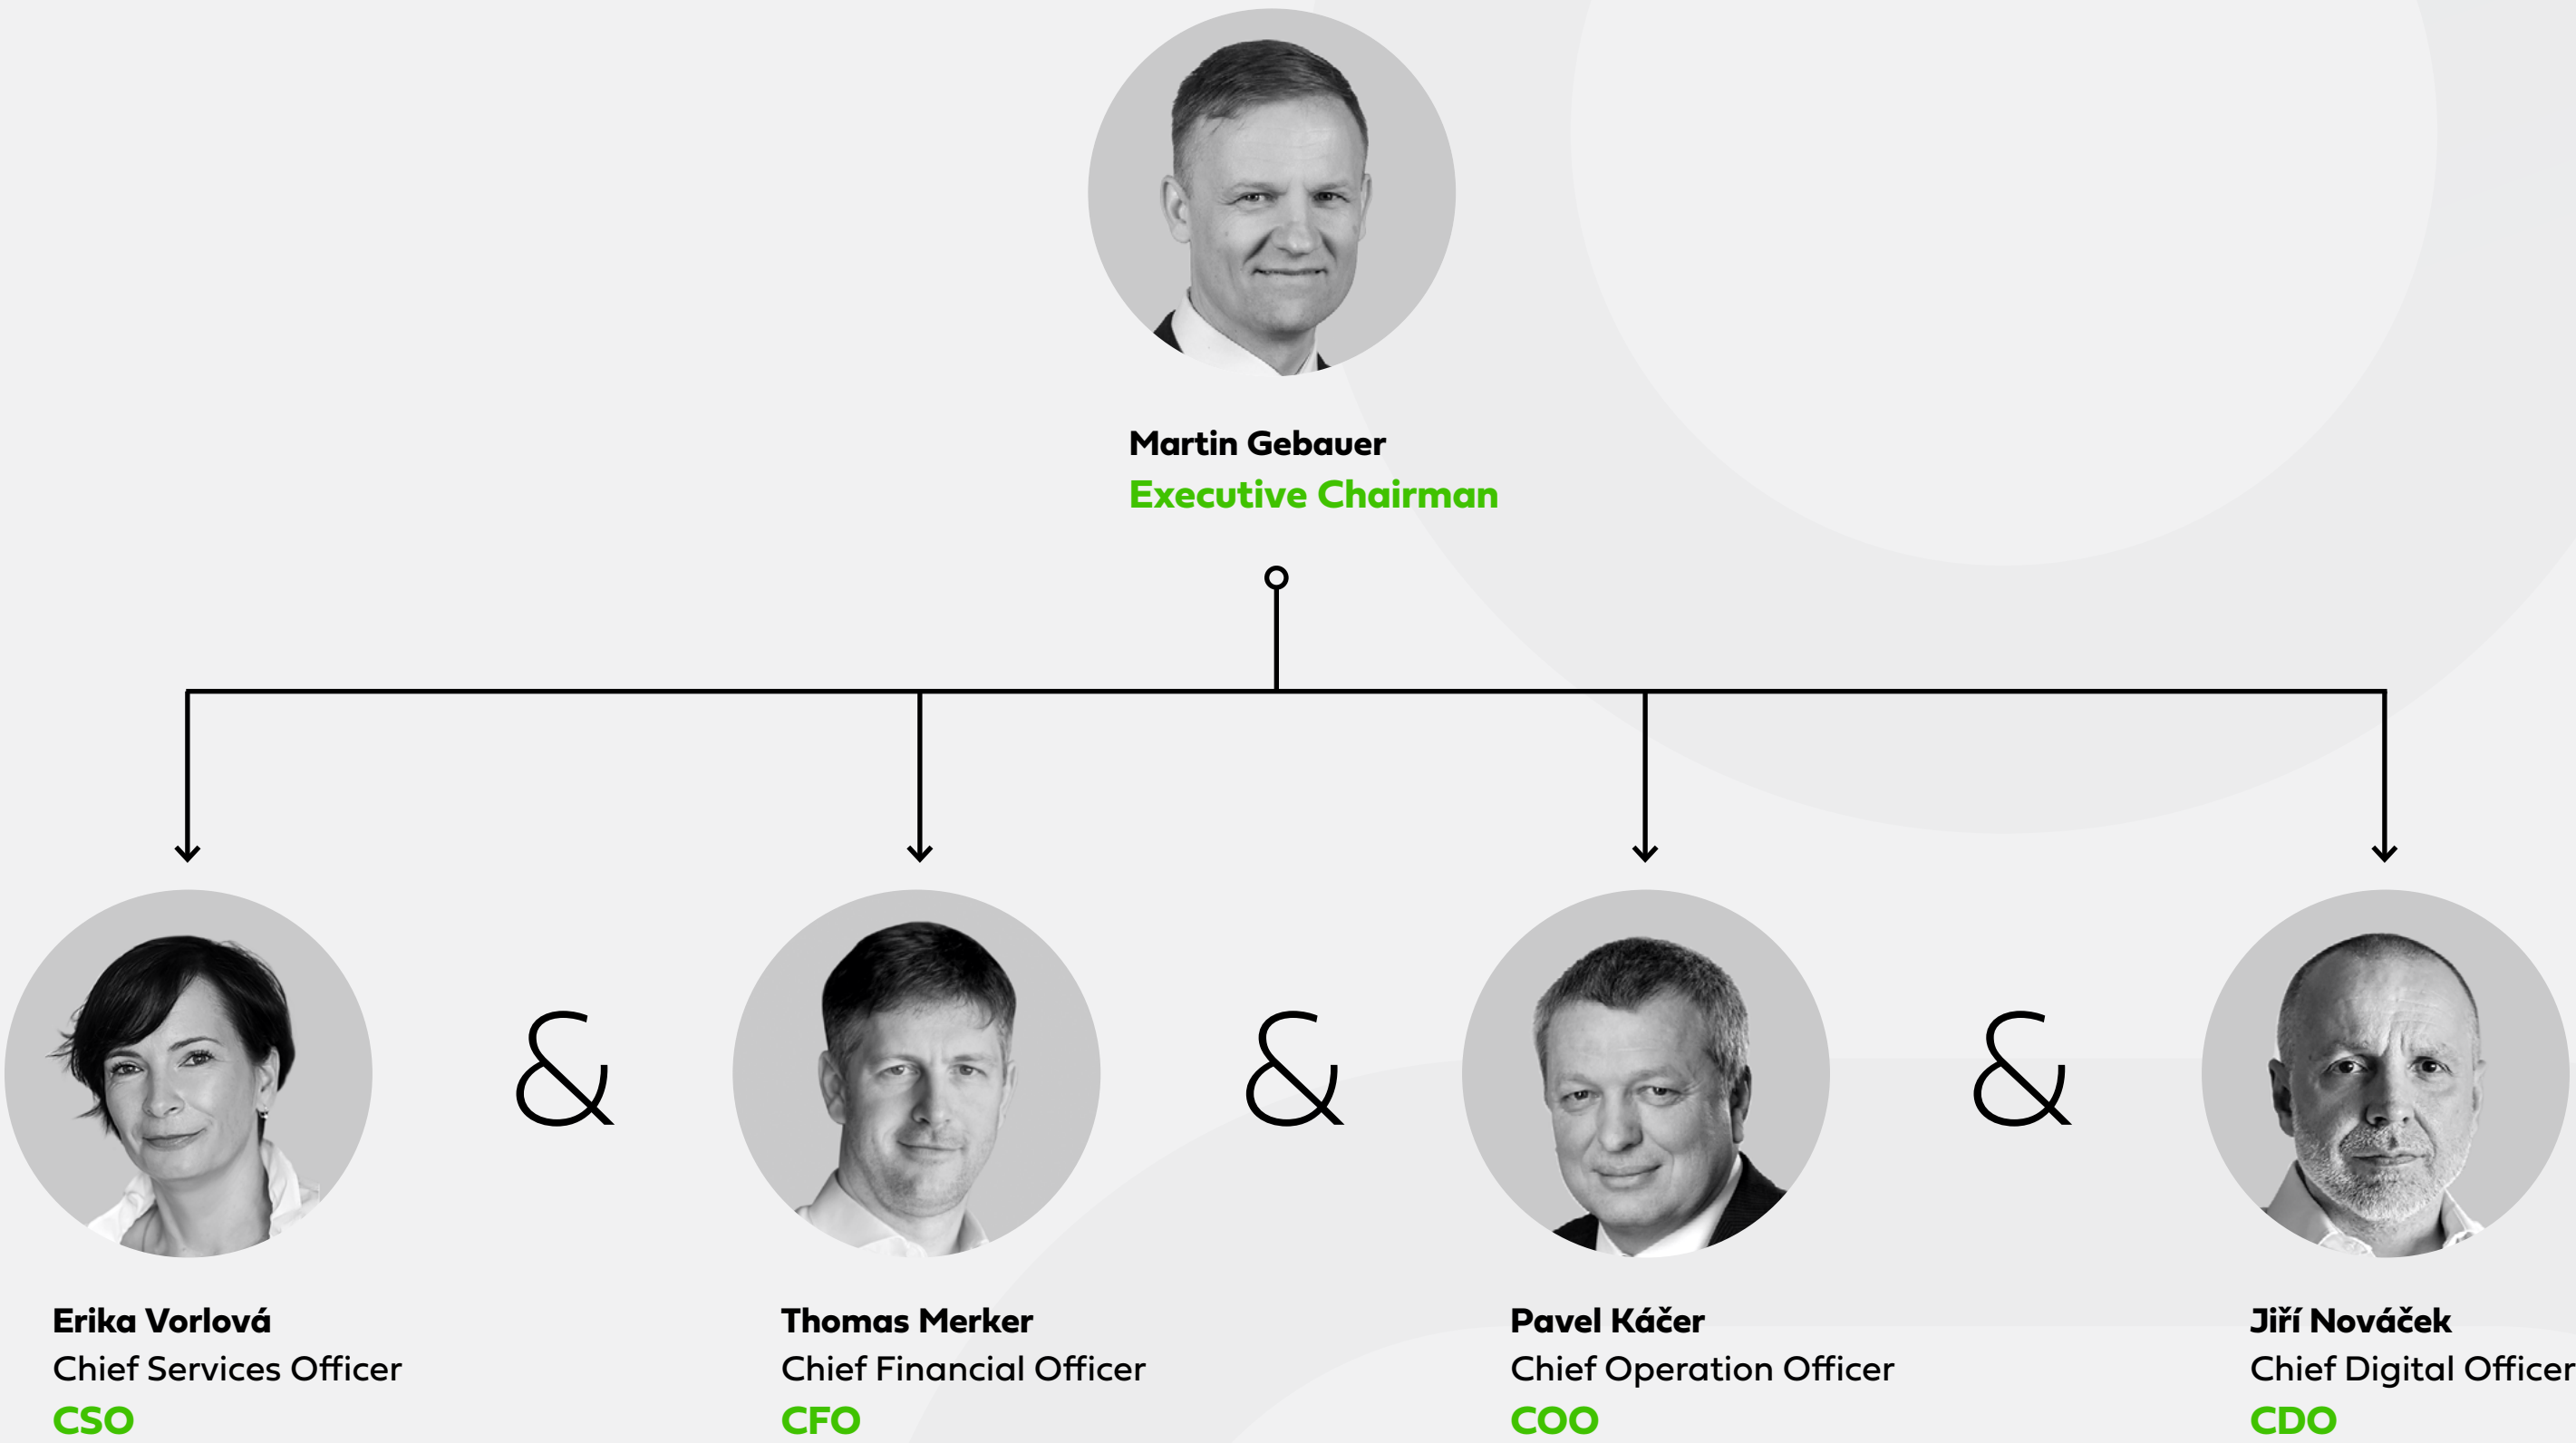 Martin Gebauer
Executive Chairman
&
&
&
Erika Vorlová
Chief Services Officer
CSO
Thomas Merker
Chief Financial Officer
CFO
Pavel Káčer
Chief Operation Officer
COO
Jiří Nováček
Chief Digital Officer
CDO